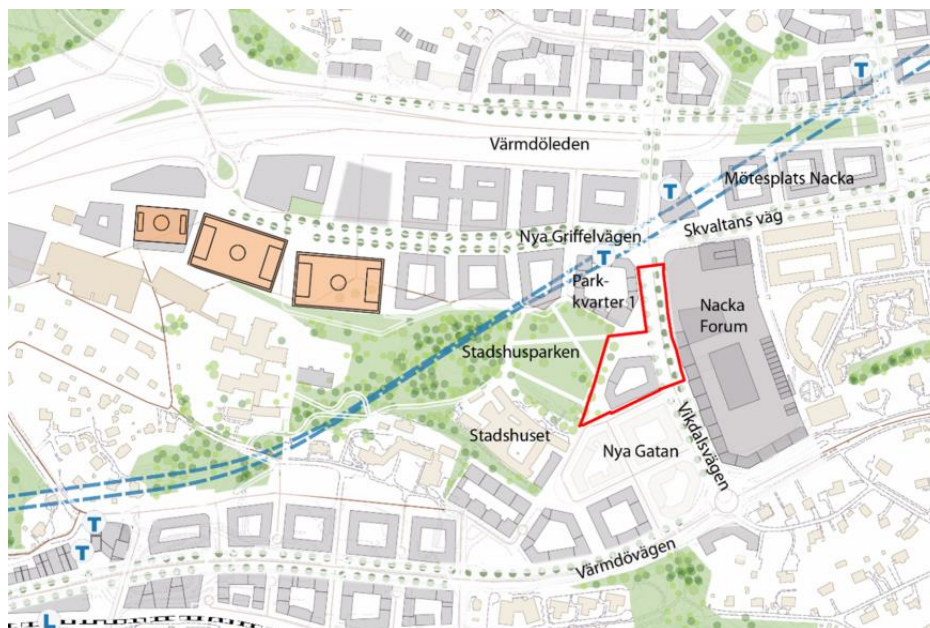 T
Värmdöleden
Mötesplats Nacka
T
Skvaltans väg
Nya Griffelvägen
T
Park-
kvarter 1
Nacka
Forum
Stadshusparken
Vikdalsvägen
Stadshuset
Nya Gatan
T
T
Värmdövägen
L